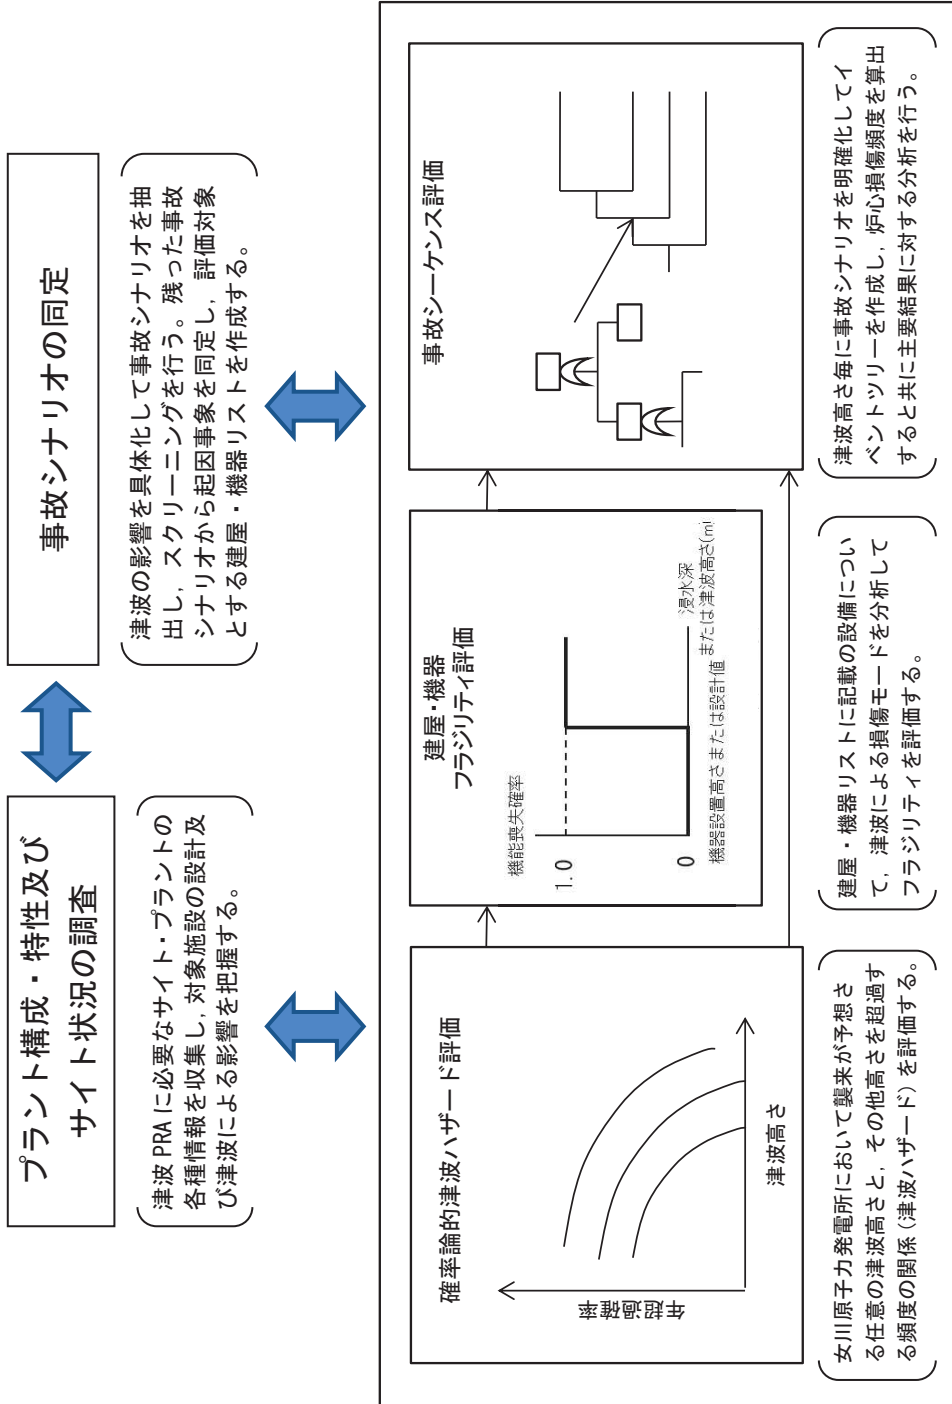 プラント構成・特性及び
サイト状況の調査
津波 PRA に必要なサイト・プラントの
各種情報を収集し，対象施設の設計及
び津波による影響を把握する。
事故シナリオの同定
津波の影響を具体化して事故シナリオを抽
出し，スクリーニングを行う。残った事故
シナリオから起因事象を同定し，評価対象
とする建屋・機器リストを作成する。
確率論的津波ハザード評価
年超過確率
津波高さ
女川原子力発電所において襲来が予想さ
る任意の津波高さと，その他高さを超過す
る頻度の関係（津波ハザード）を評価する。
建屋・機器
フラジリティ評価
機能喪失確率
1.0
0
浸水深
または津波高さ(m)
機器設置高さまたは設計値
建屋・機器リストに記載の設備につい
て，津波による損傷モードを分析して
フラジリティを評価する。
事故シーケンス評価
津波高さ毎に事故シナリオを明確化してイ
ベントツリーを作成し，炉心損傷頻度を算出
すると共に主要結果に対する分析を行う。